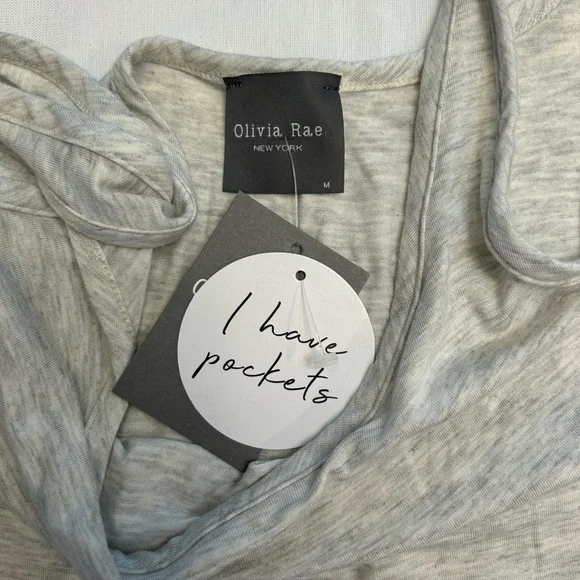 Olivia Rae
NEW YORK
M
I have
pockets